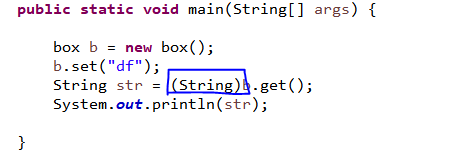 public static void main(String[] args) {
box b = new box();
b.set("df");
String str = (String)b.get();
System.out.println(str);
}